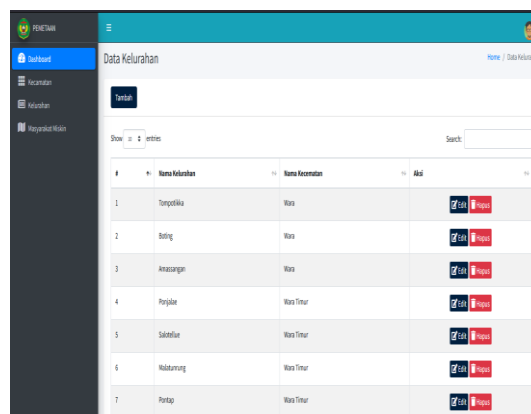 PEMETAAN
Dashboard
Kecamatan
Kelurahan
Masyarakat Miskin
Data Kelurahan
Home / Data Kelura
Tambah
Show 10 entries
Search:
# Nama Kelurahan Nama Kecematan Aksi
1 Tompotikka Wara Edit Hapus
2 Boting Wara Edit Hapus
3 Amassangan Wara Edit Hapus
4 Ponjalae Wara Timur Edit Hapus
5 Salotellue Wara Timur Edit Hapus
6 Malatunrung Wara Timur Edit Hapus
7 Pontap Wara Timur Edit Hapus